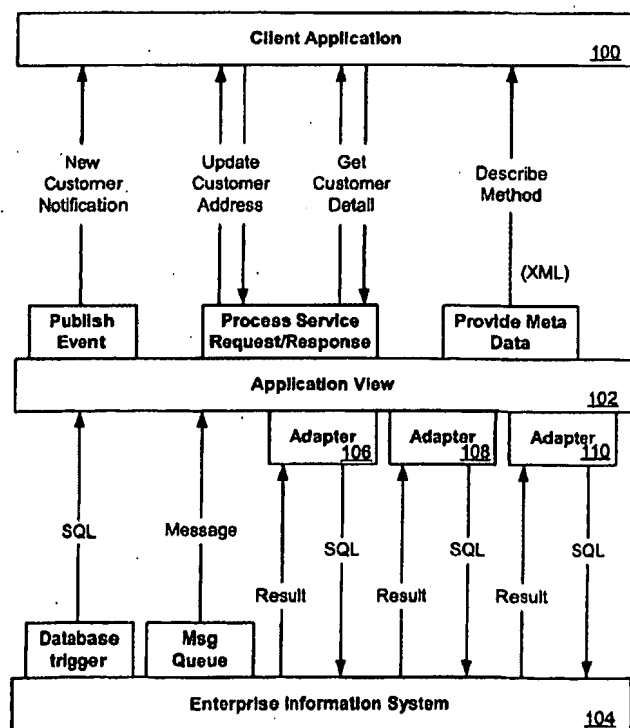 Client Application
100
New
Customer
Notification
Update
Customer
Address
Get
Customer
Detail
Describe
Method
(XML)
Publish
Event
Process Service
Request/Response
Provide Meta
Data
Application View
102
Adapter
106
Adapter
108
Adapter
110
SQL
Message
Result
SQL
Result
SQL
Result
SQL
Database
trigger
Msg
Queue
Enterprise Information System
104